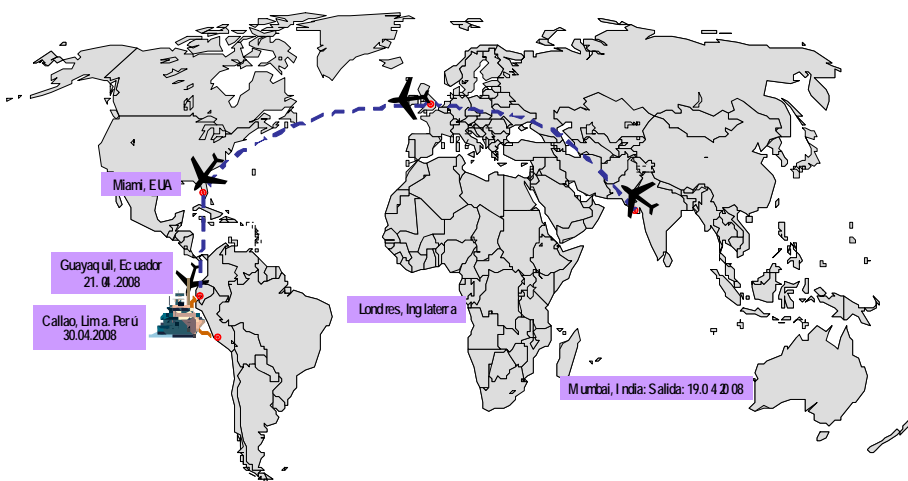 Miami, EUA
Guayaquil, Ecuador
21. 04 .2008
Callao, Lima. Perú
30.04.2008
Londres, Inglaterra
Mumbai, India: Salida: 19.04 2008